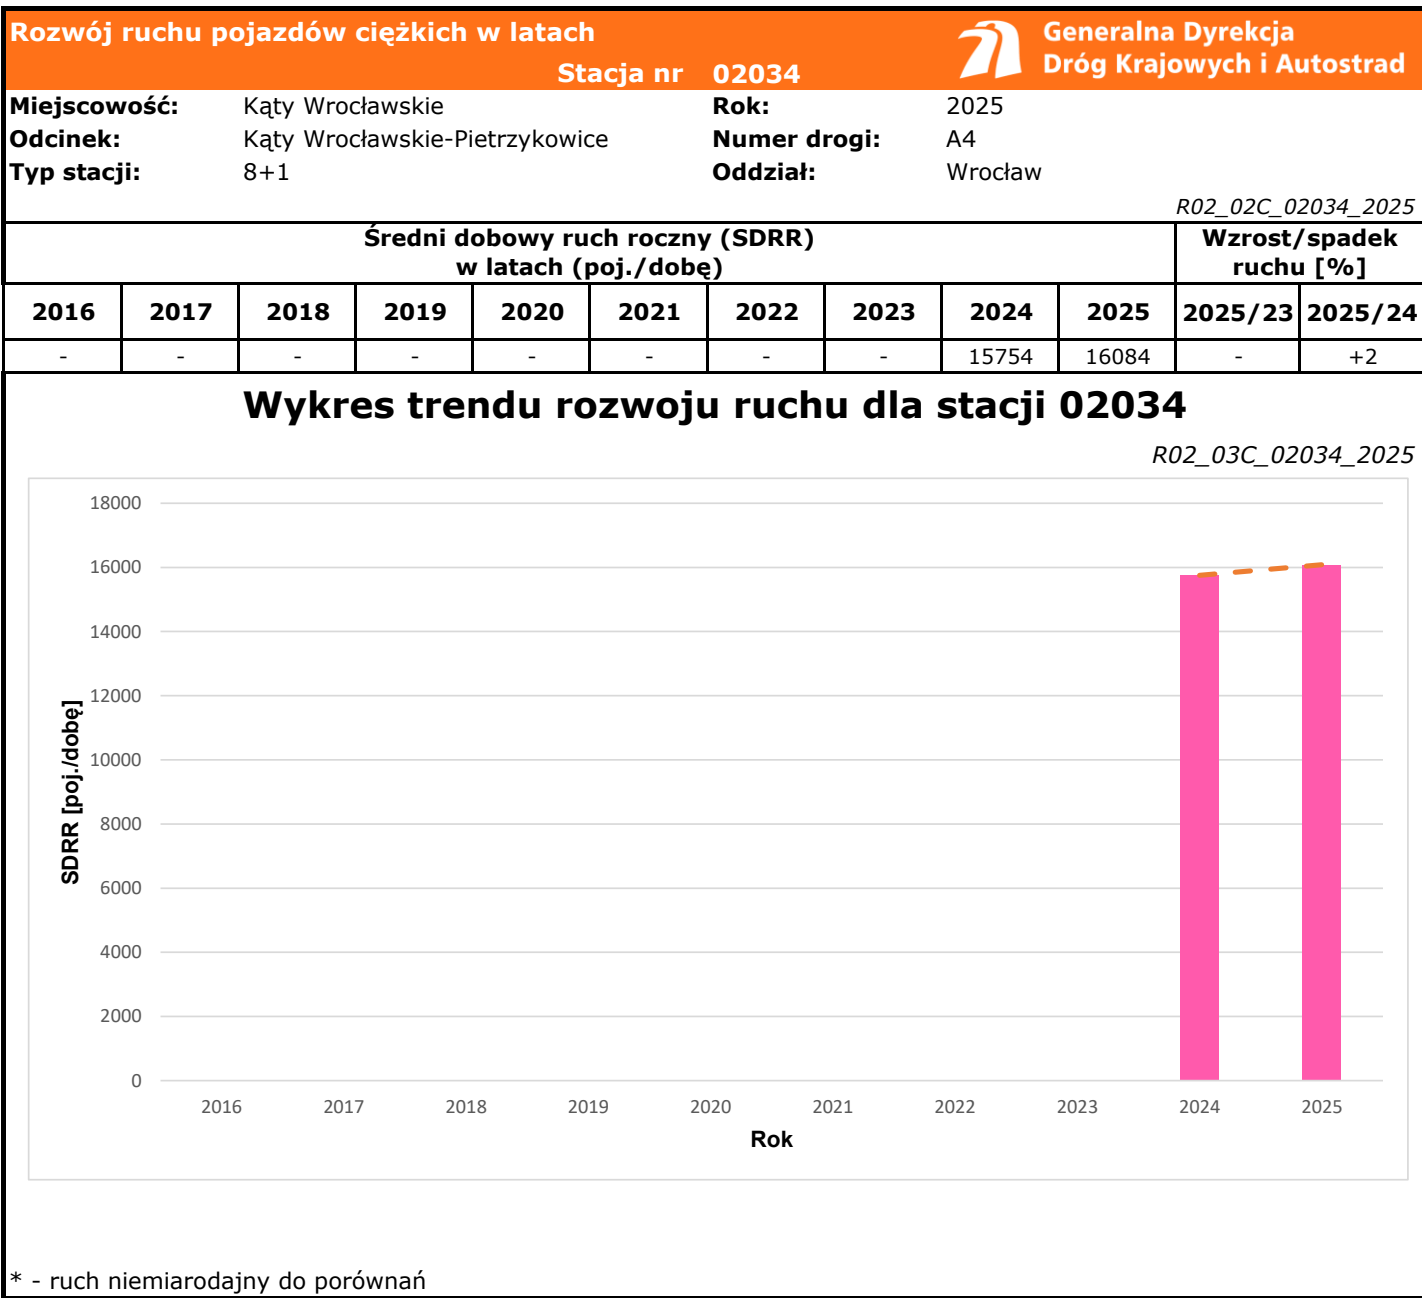 Rozwój ruchu pojazdów ciężkich w latach
Generalna Dyrekcja
Dróg Krajowych i Autostrad
Stacja nr 02034
Miejscowość: Kąty Wrocławskie Rok: 2025
Odcinek: Kąty Wrocławskie-Pietrzykowice Numer drogi: A4
Typ stacji: 8+1 Oddział: Wrocław
R02_02C_02034_2025
Średni dobowy ruch roczny (SDRR)
w latach (poj./dobę)
Wzrost/spadek
ruchu [%]
2016 2017 2018 2019 2020 2021 2022 2023 2024 2025 2025/23 2025/24
- - - - - - - - 15754 16084 - +2
Wykres trendu rozwoju ruchu dla stacji 02034
R02_03C_02034_2025
SDRR [poj./dobę]
18000
16000
14000
12000
10000
8000
6000
4000
2000
0
2016 2017 2018 2019 2020 2021 2022 2023 2024 2025
Rok
* - ruch niemiarodajny do porównań